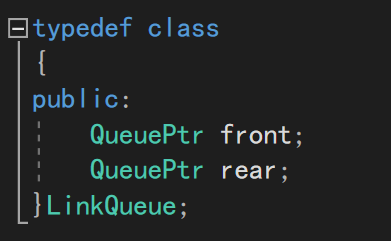 typedef class
{
public:
QueuePtr front;
QueuePtr rear;
}LinkQueue;